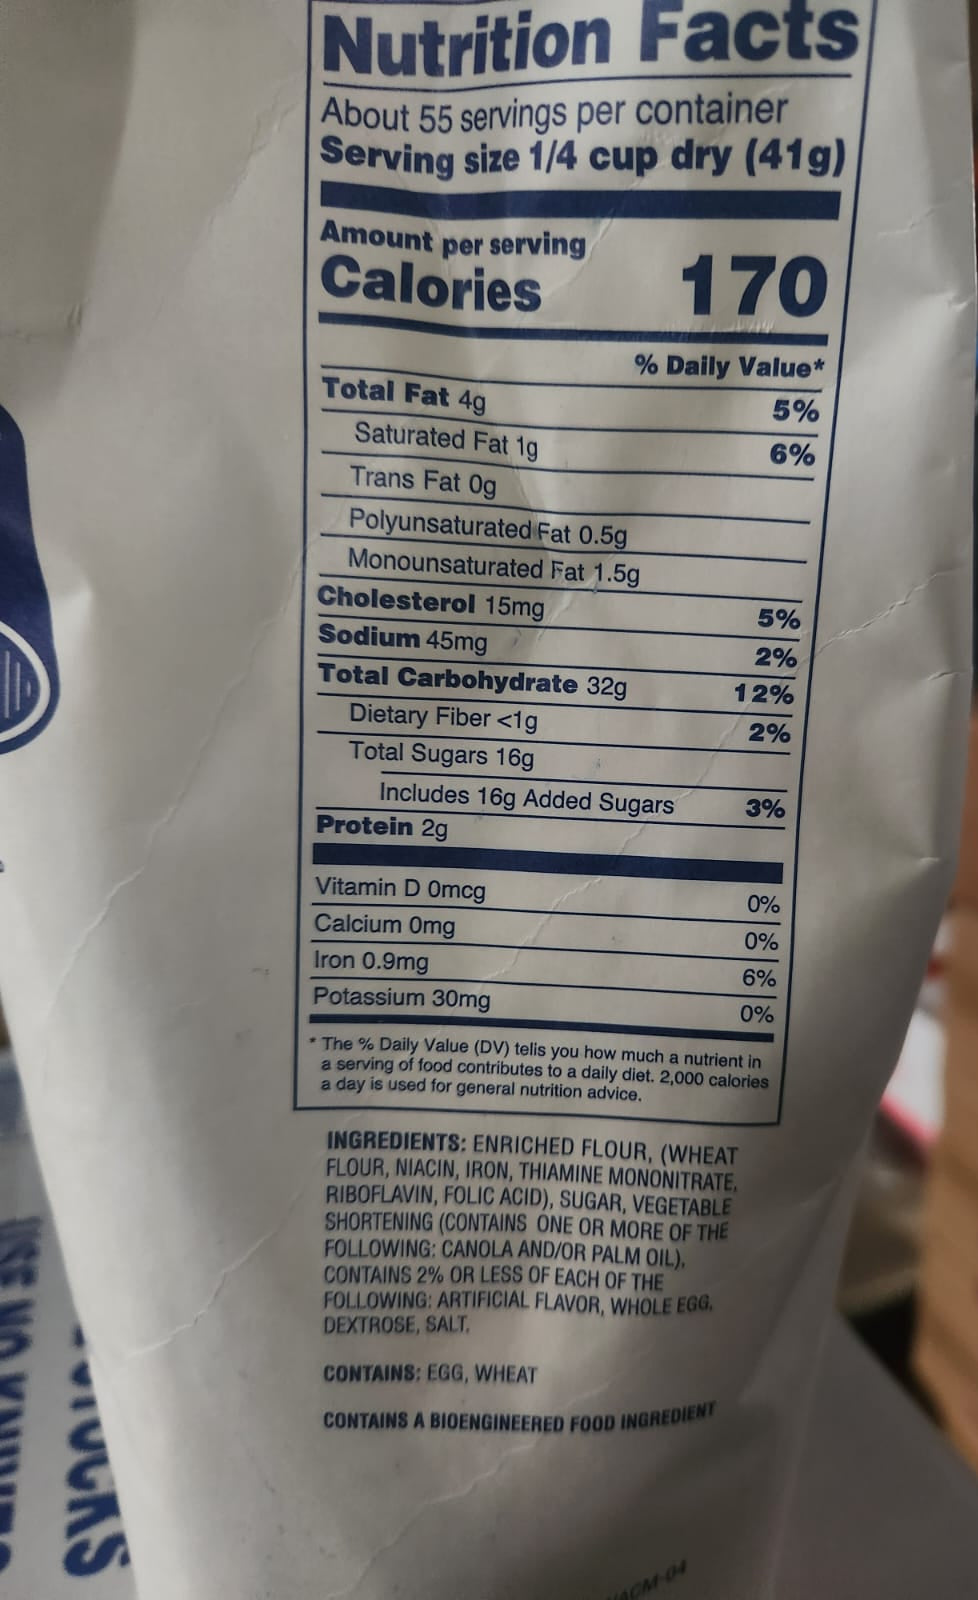 Nutrition Facts
About 55 servings per container
Serving size 1/4 cup dry (41g)
Amount per serving
Calories 170
% Daily Value*
Total Fat 4g 5%
Saturated Fat 1g 6%
Trans Fat 0g
Polyunsaturated Fat 0.5g
Monounsaturated Fat 1.5g
Cholesterol 15mg 5%
Sodium 45mg 2%
Total Carbohydrate 32g 12%
Dietary Fiber <1g 2%
Total Sugars 16g
Includes 16g Added Sugars 3%
Protein 2g
Vitamin D 0mcg 0%
Calcium 0mg 0%
Iron 0.9mg 6%
Potassium 30mg 0%
* The % Daily Value (DV) tells you how much a nutrient in
a serving of food contributes to a daily diet. 2,000 calories
a day is used for general nutrition advice.
INGREDIENTS: ENRICHED FLOUR, (WHEAT
FLOUR, NIACIN, IRON, THIAMINE MONONITRATE,
RIBOFLAVIN, FOLIC ACID), SUGAR, VEGETABLE
SHORTENING (CONTAINS ONE OR MORE OF THE
FOLLOWING: CANOLA AND/OR PALM OIL),
CONTAINS 2% OR LESS OF EACH OF THE
FOLLOWING: ARTIFICIAL FLAVOR, WHOLE EGG,
DEXTROSE, SALT.
CONTAINS: EGG, WHEAT
CONTAINS A BIOENGINEERED FOOD INGREDIENT